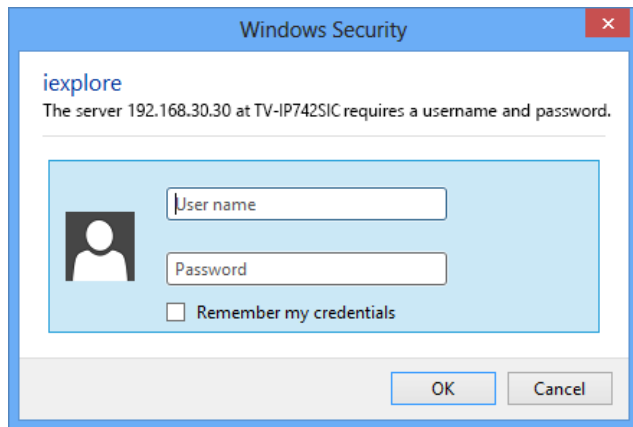 Windows Security
iexplore
The server 192.168.30.30 at TV-IP742SIC requires a username and password.
User name
Password
Remember my credentials
OK
Cancel